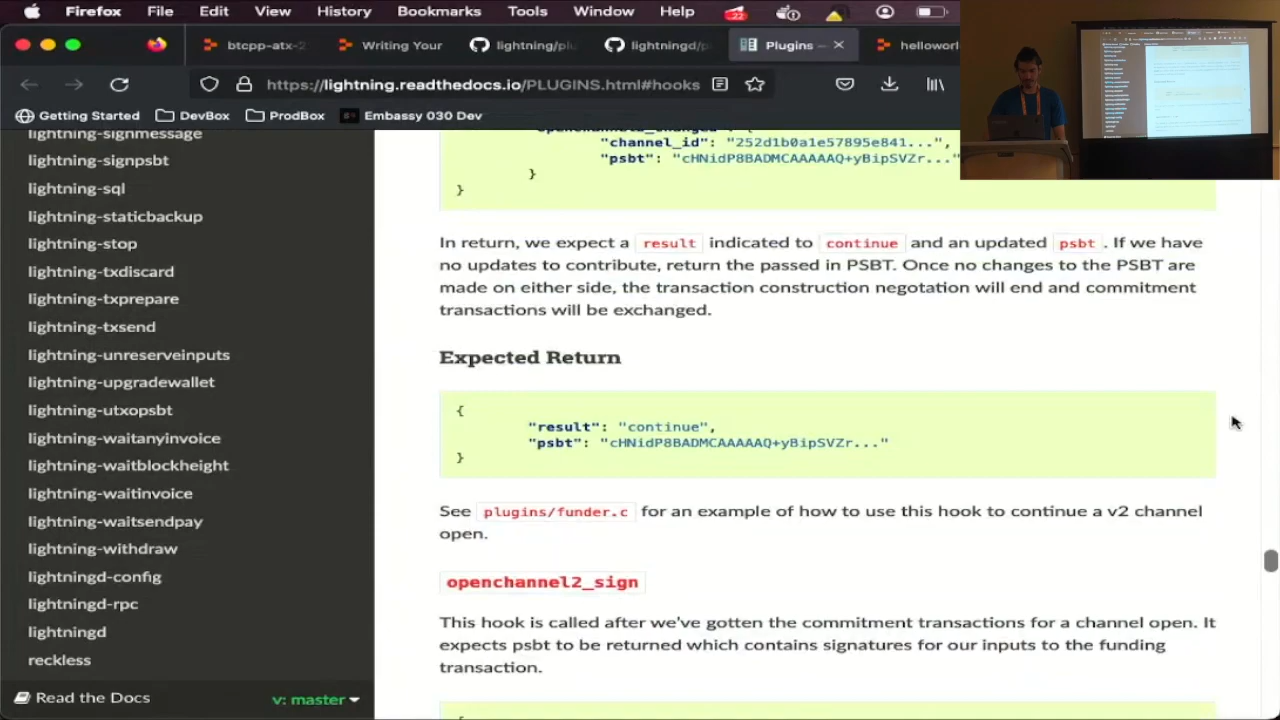 Firefox File Edit View History Bookmarks Tools Window Help
btcpp-atx-2 Writing Your lightning/plu lightningd/p Plugins — helloworl
https://lightning.readthedocs.io/PLUGINS.html#hooks
Getting Started DevBox ProdBox Embassy030 Dev
lightning-signmessage
lightning-signpsbt
lightning-sql
lightning-staticbackup
lightning-stop
lightning-txdiscard
lightning-txprepare
lightning-txsend
lightning-unreserveinputs
lightning-upgradewallet
lightning-utxopsbt
lightning-waitanyinvoice
lightning-waitblockheight
lightning-waitinvoice
lightning-waitsendpay
lightning-withdraw
lightningd-config
lightningd-rpc
lightningd
reckless
Read the Docs v: master
"openchannel2_changed": {
"channel_id": "252d1b0a1e57895e841...",
"psbt": "cHNidP8BADMCAAAAAQ+yBipSVZr..."
}
}
In return, we expect a result indicated to continue and an updated psbt. If we have
no updates to contribute, return the passed in PSBT. Once no changes to the PSBT are
made on either side, the transaction construction negotation will end and commitment
transactions will be exchanged.
Expected Return
{
"result": "continue",
"psbt": "cHNidP8BADMCAAAAAQ+yBipSVZr..."
}
See plugins/funder.c for an example of how to use this hook to continue a v2 channel
open.
openchannel2_sign
This hook is called after we've gotten the commitment transactions for a channel open. It
expects psbt to be returned which contains signatures for our inputs to the funding
transaction.
{